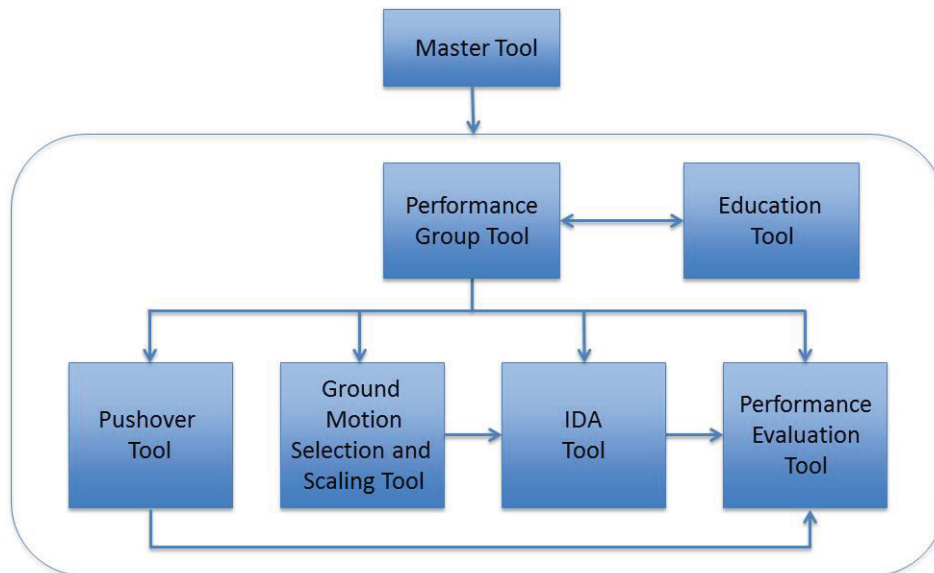 Master Tool
Performance
Group Tool
Education
Tool
Pushover
Tool
Ground
Motion
Selection and
Scaling Tool
IDA
Tool
Performance
Evaluation
Tool